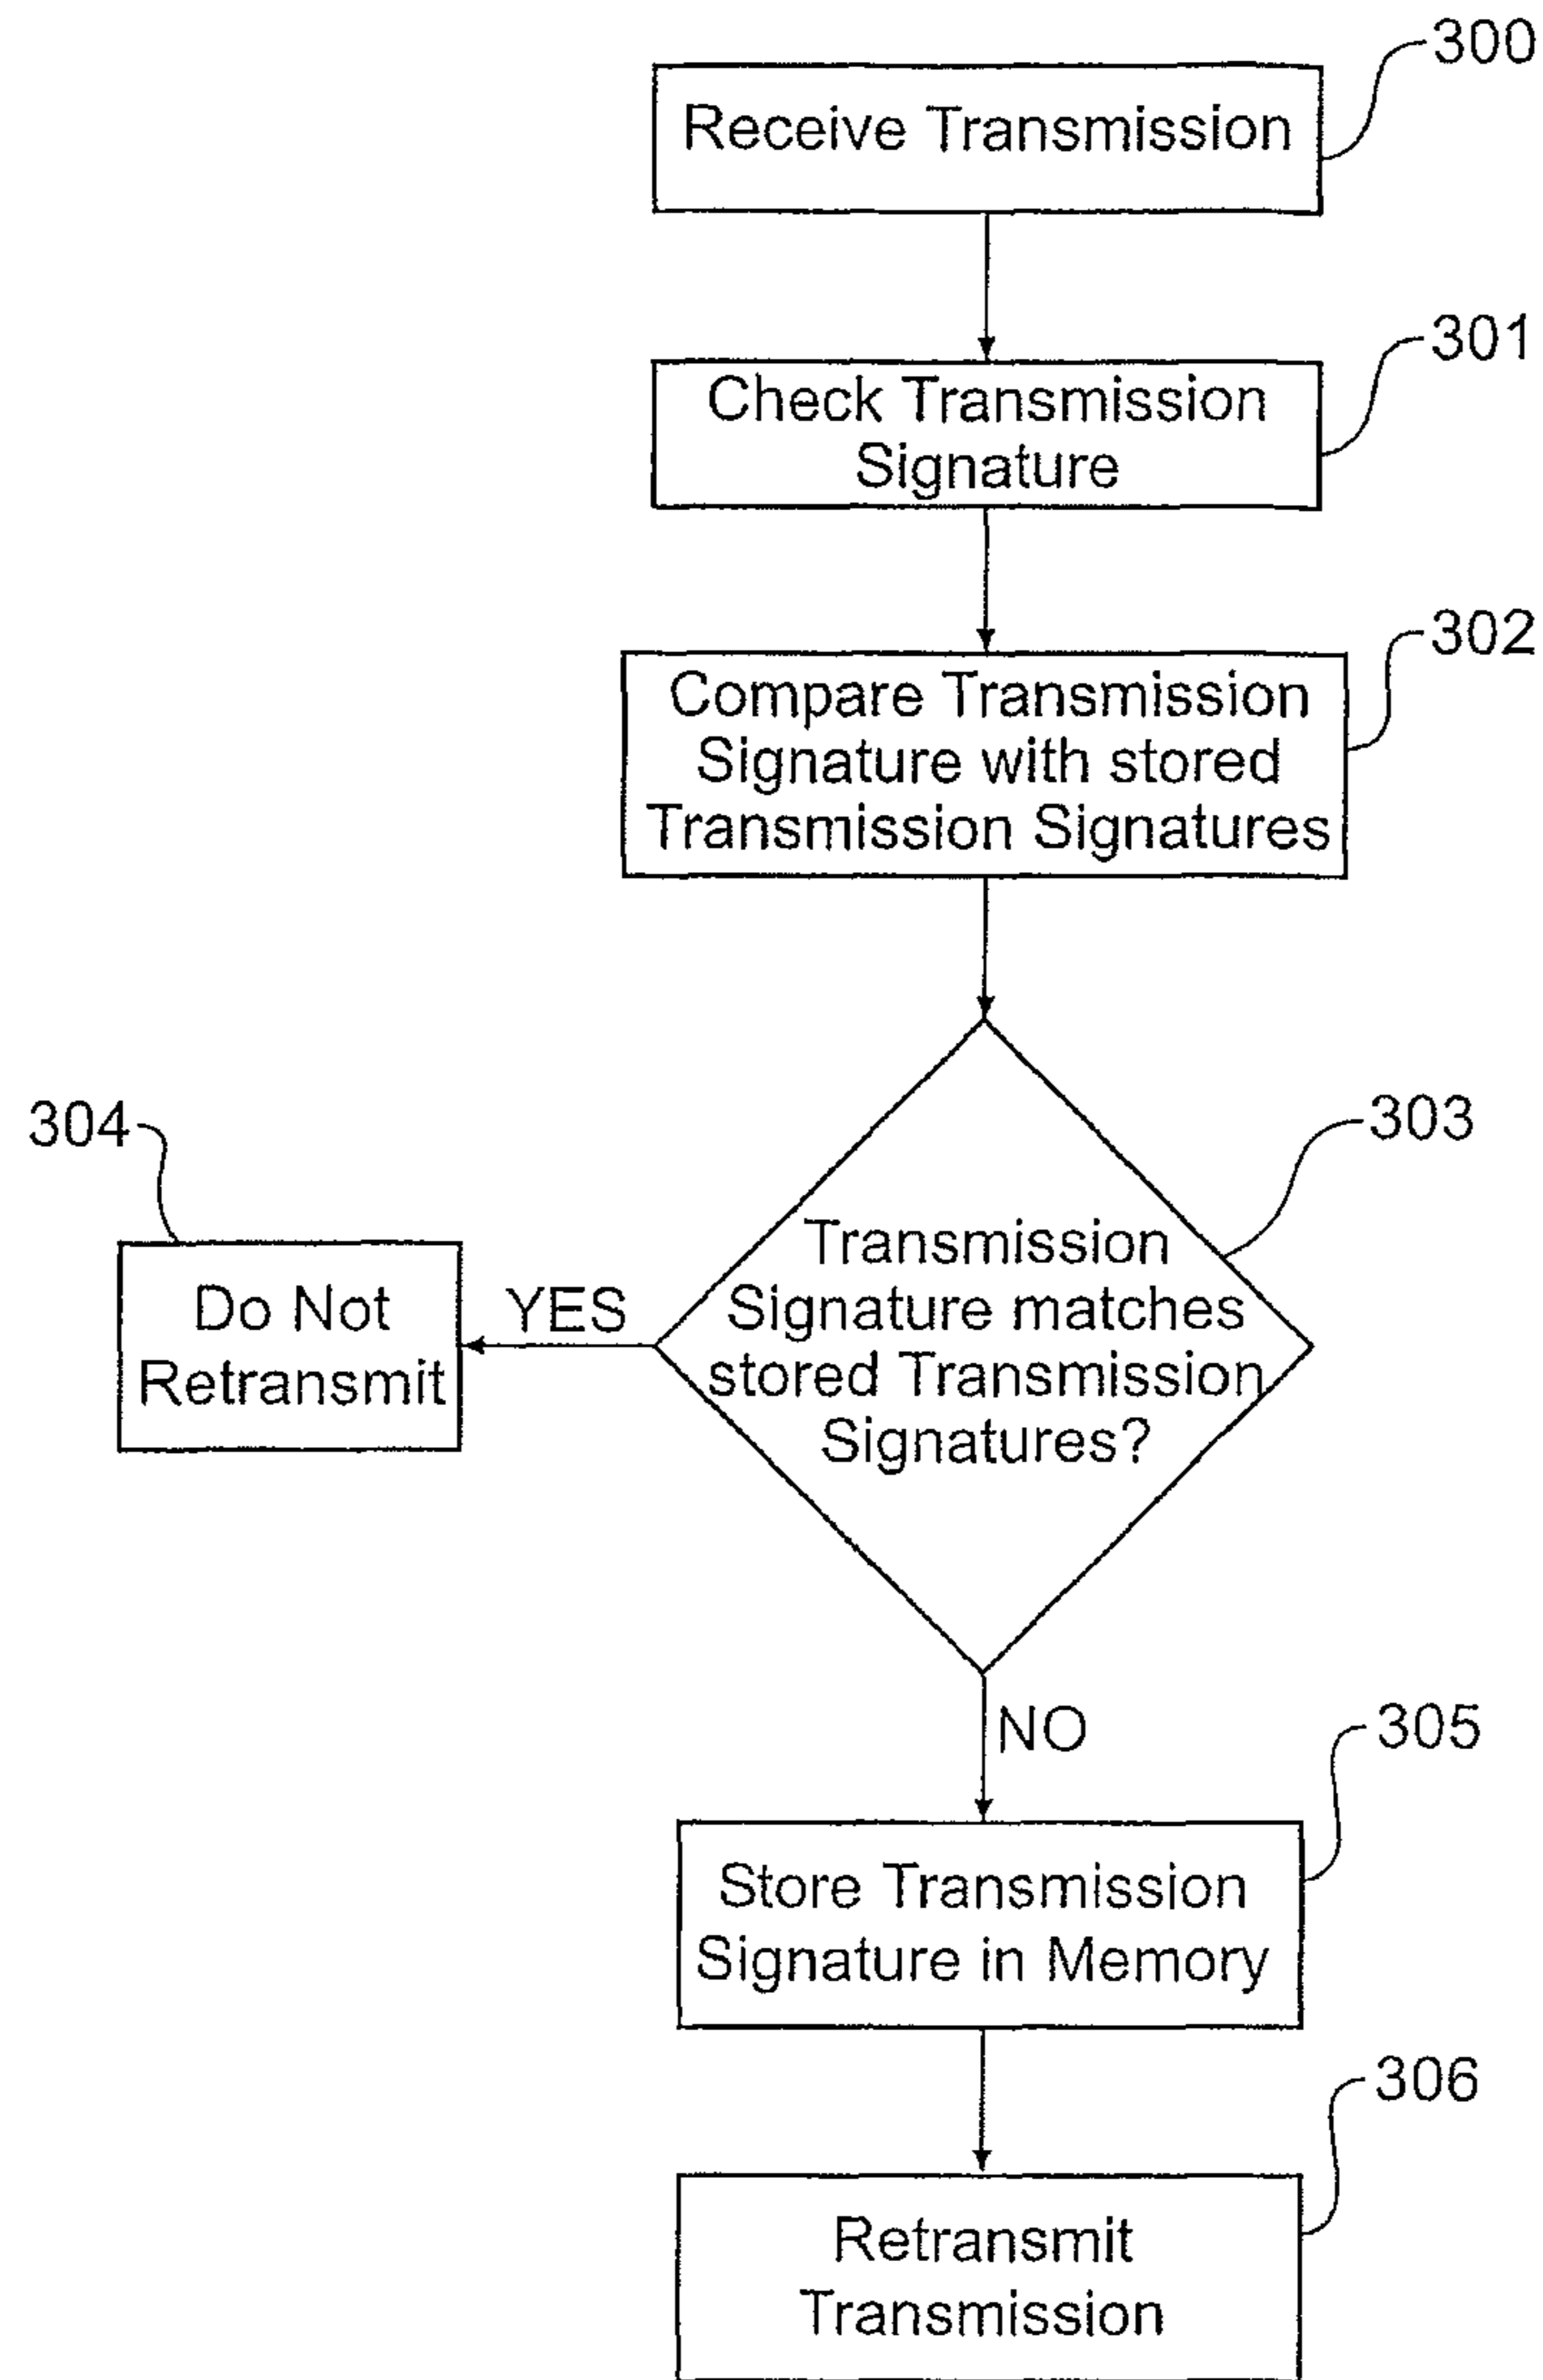 300
Receive Transmission
301
Check Transmission
Signature
302
Compare Transmission
Signature with stored
Transmission Signatures
303
304
Transmission
Signature matches
stored Transmission
Signatures?
YES
Do Not
Retransmit
NO
305
Store Transmission
Signature in Memory
306
Retransmit
Transmission